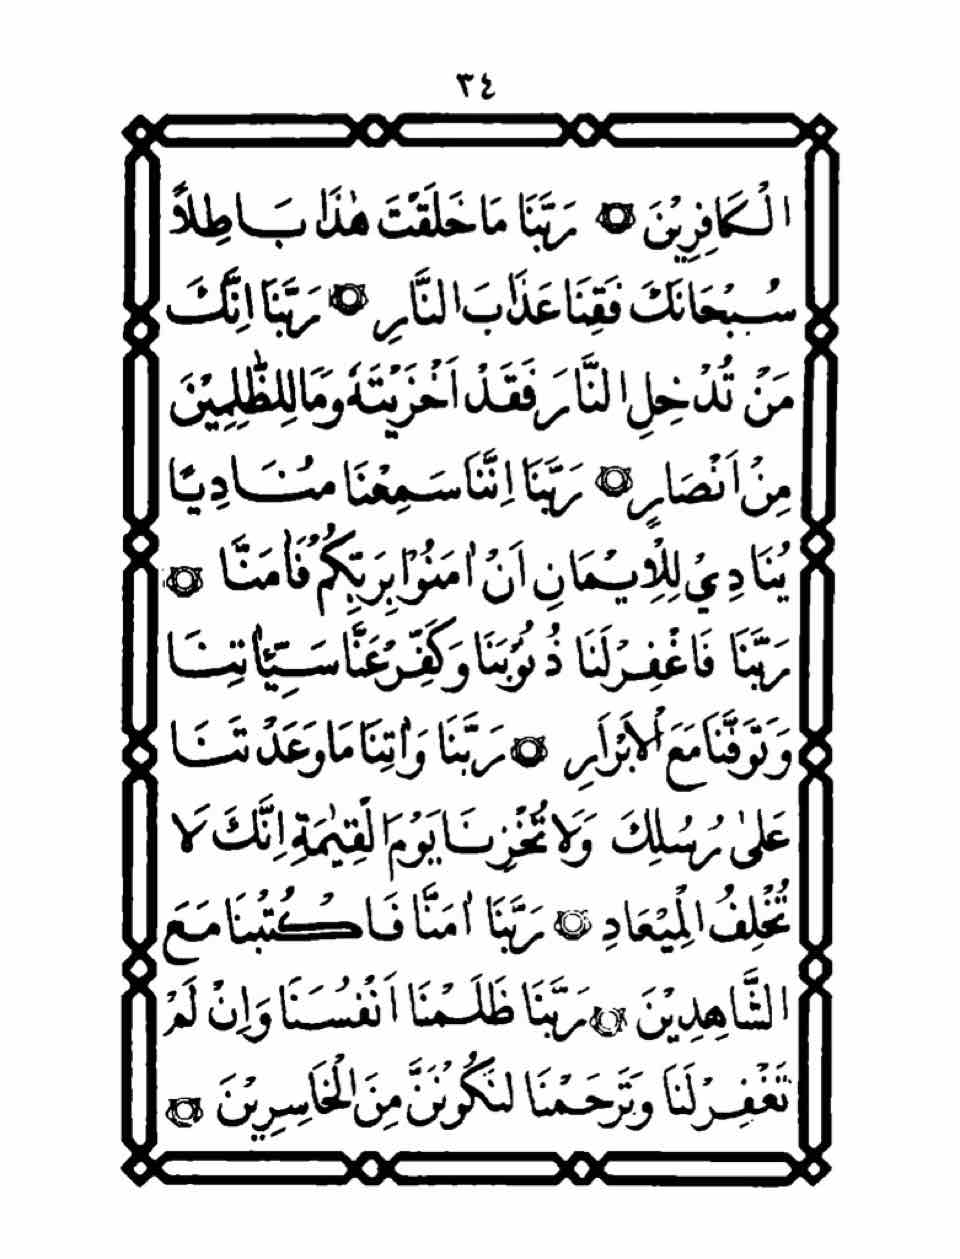 ٣٤
الْكَافِرِيْنَ ۞ رَبَّنَا مَا خَلَقْتَ هٰذَا بَاطِلاً
سُبْحَانَكَ فَقِنَا عَذَابَ النَّارِ ۞ رَبَّنَا اِنَّكَ
مَنْ تُدْخِلِ النَّارَ فَقَدْ اَخْزَيْتَهُ وَمَا لِلظّٰلِمِيْنَ
مِنْ اَنْصَارٍ ۞ رَبَّنَا اِنَّنَا سَمِعْنَا مُنَادِيًا
يُنَادِيْ لِلْاِيْمَانِ اَنْ اٰمَنُوْا بِرَبِّكُمْ فَاٰمَنَّا ۞
رَبَّنَا فَاغْفِرْ لَنَا ذُنُوْبَنَا وَكَفِّرْ عَنَّا سَيِّاٰتِنَا
وَتَوَفَّنَا مَعَ الْاَبْرَارِ ۞ رَبَّنَا وَاٰتِنَا مَا وَعَدْتَنَا
عَلٰى رُسُلِكَ وَلَا تُخْزِنَا يَوْمَ الْقِيٰمَةِ اِنَّكَ لَا
تُخْلِفُ الْمِيْعَادِ ۞ رَبَّنَا اٰمَنَّا فَاكْتُبْنَا مَعَ
الشَّاهِدِيْنَ ۞ رَبَّنَا ظَلَمْنَا اَنْفُسَنَا وَاِنْ لَمْ
تَغْفِرْ لَنَا وَتَرْحَمْنَا لَنَكُوْنَنَّ مِنَ الْخَاسِرِيْنَ ۞